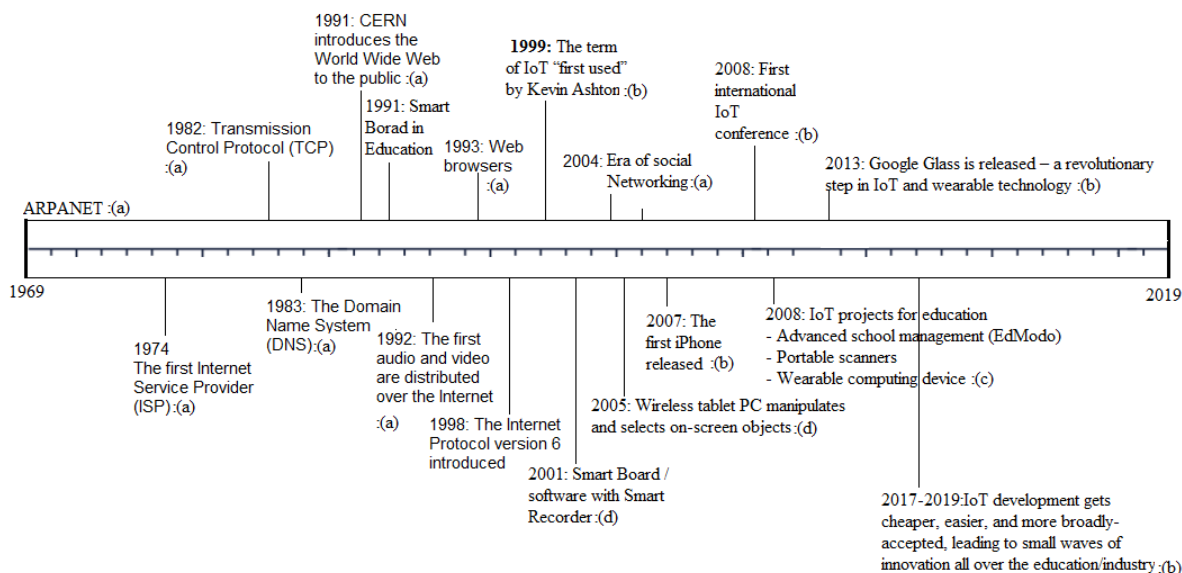 1991: CERN
introduces the
World Wide Web
to the public :(a)
1991: Smart
Borad in
Education
1999: The term
of IoT “first used”
by Kevin Ashton :(b)
2008: First
international
IoT
conference :(b)
1982: Transmission
Control Protocol (TCP)
:(a)
1993: Web
browsers
:(a)
2004: Era of social
Networking :(a)
2013: Google Glass is released – a revolutionary
step in IoT and wearable technology :(b)
ARPANET :(a)
1969
2019
1974
The first Internet
Service Provider
(ISP) :(a)
1983: The Domain
Name System
(DNS) :(a)
1992: The first
audio and video
are distributed
over the Internet
:(a)
1998: The Internet
Protocol version 6
introduced
2001: Smart Board /
software with Smart
Recorder :(d)
2005: Wireless tablet PC manipulates
and selects on-screen objects :(d)
2007: The
first iPhone
released :(b)
2008: IoT projects for education
- Advanced school management (EdModo)
- Portable scanners
- Wearable computing device :(c)
2017-2019:IoT development gets
cheaper, easier, and more broadly-
accepted, leading to small waves of
innovation all over the education/industry :(b)